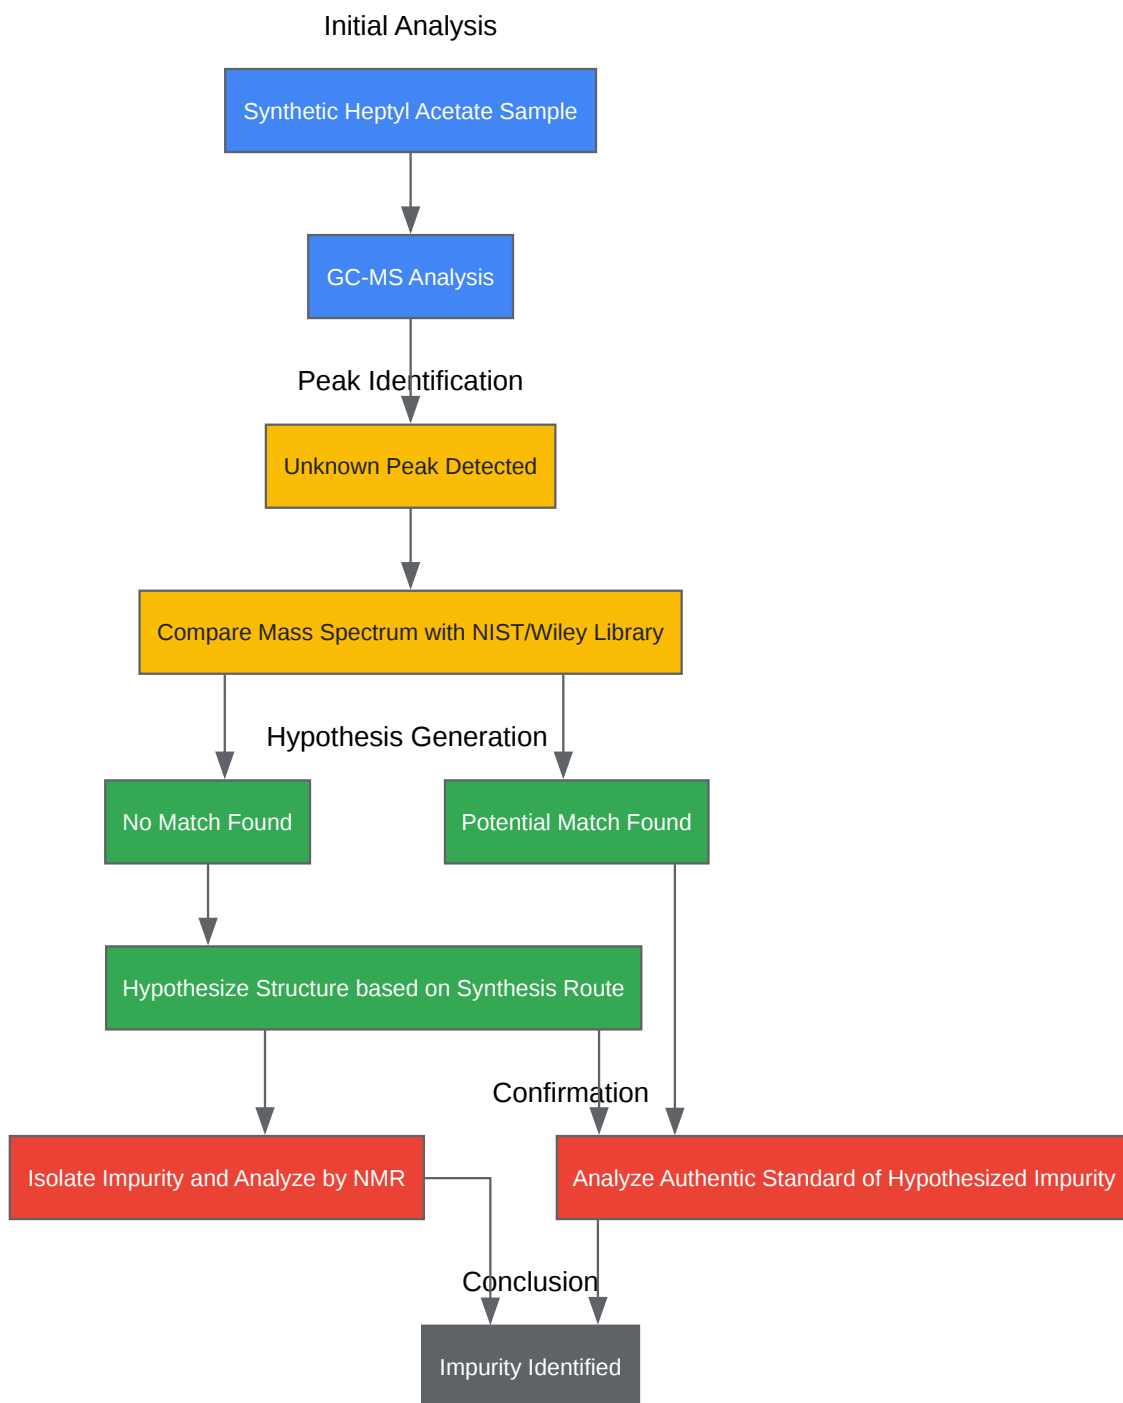 Initial Analysis
Synthetic Heptyl Acetate Sample
GC-MS Analysis
Peak Identification
Unknown Peak Detected
Compare Mass Spectrum with NIST/Wiley Library
Hypothesis Generation
No Match Found
Potential Match Found
Hypothesize Structure based on Synthesis Route
Confirmation
Isolate Impurity and Analyze by NMR
Analyze Authentic Standard of Hypothesized Impurity
Conclusion
Impurity Identified